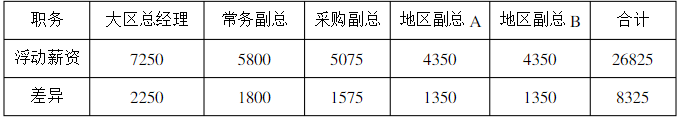 职务 大区总经理 常务副总 采购副总 地区副总 A 地区副总 B 合计
浮动薪资 7250 5800 5075 4350 4350 26825
差异 2250 1800 1575 1350 1350 8325